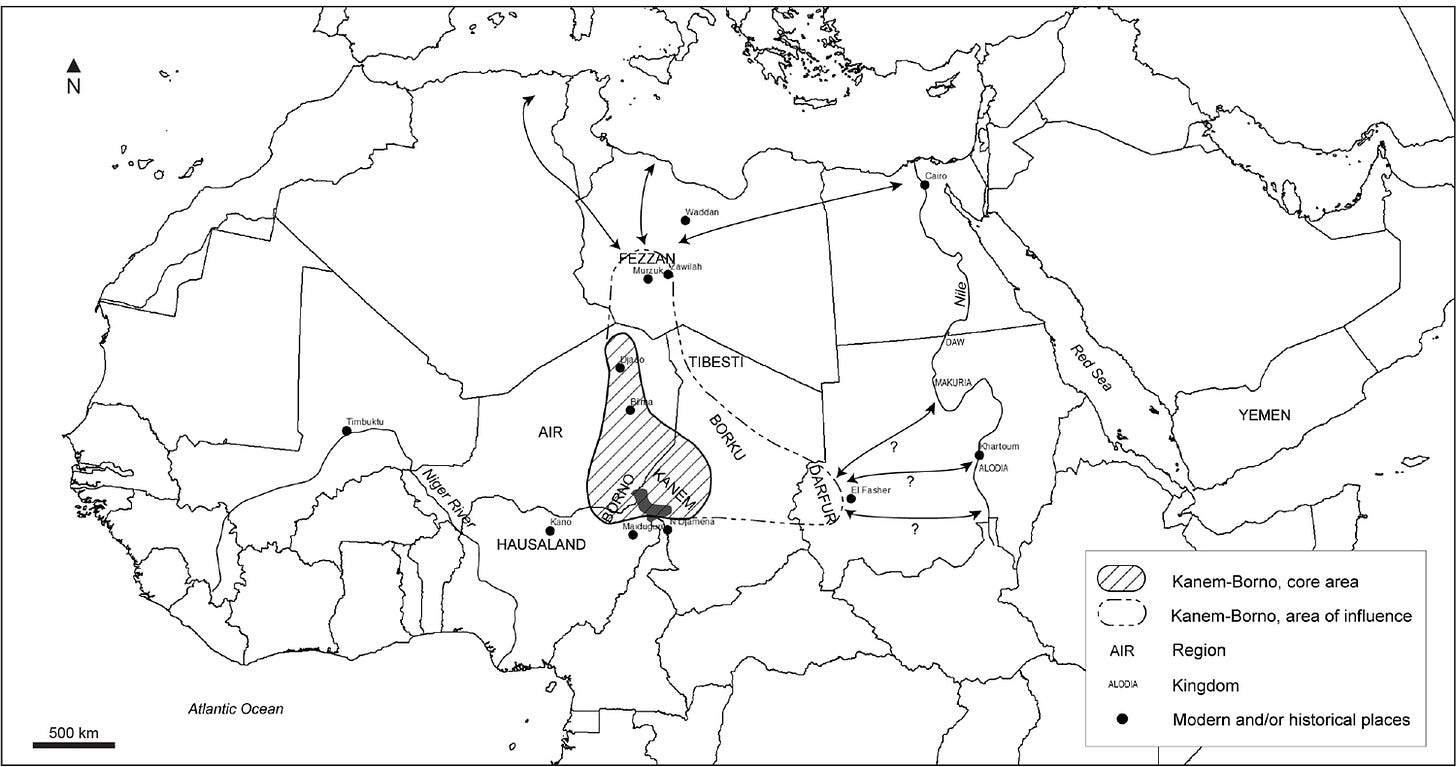 N
Cairo
Waddan
FEZZAN
Murzuk
Zawilah
Nile
DAW
Djado
TIBESTI
Red Sea
MAKURIA
Bilma
YEMEN
Timbuktu
AIR
BORKU
?
Khartoum
ALODIA
?
Niger River
BORNO
KANEM
DARFUR
El Fasher
Kano
Maiduguri
N'Djamena
?
HAUSALAND
Kanem-Borno, core area
Kanem-Borno, area of influence
AIR
Region
ALODIA
Kingdom
Modern and/or historical places
Atlantic Ocean
500 km